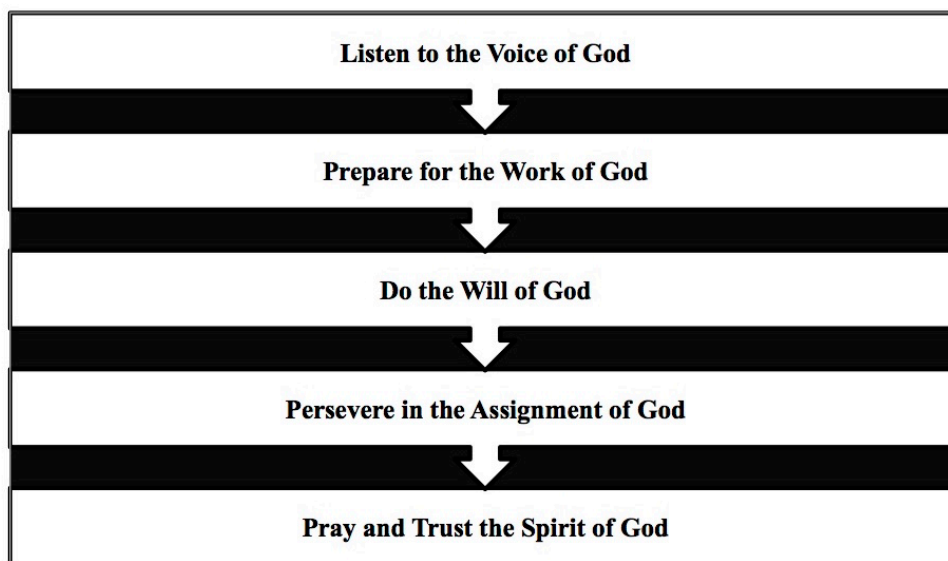 Listen to the Voice of God
Prepare for the Work of God
Do the Will of God
Persevere in the Assignment of God
Pray and Trust the Spirit of God